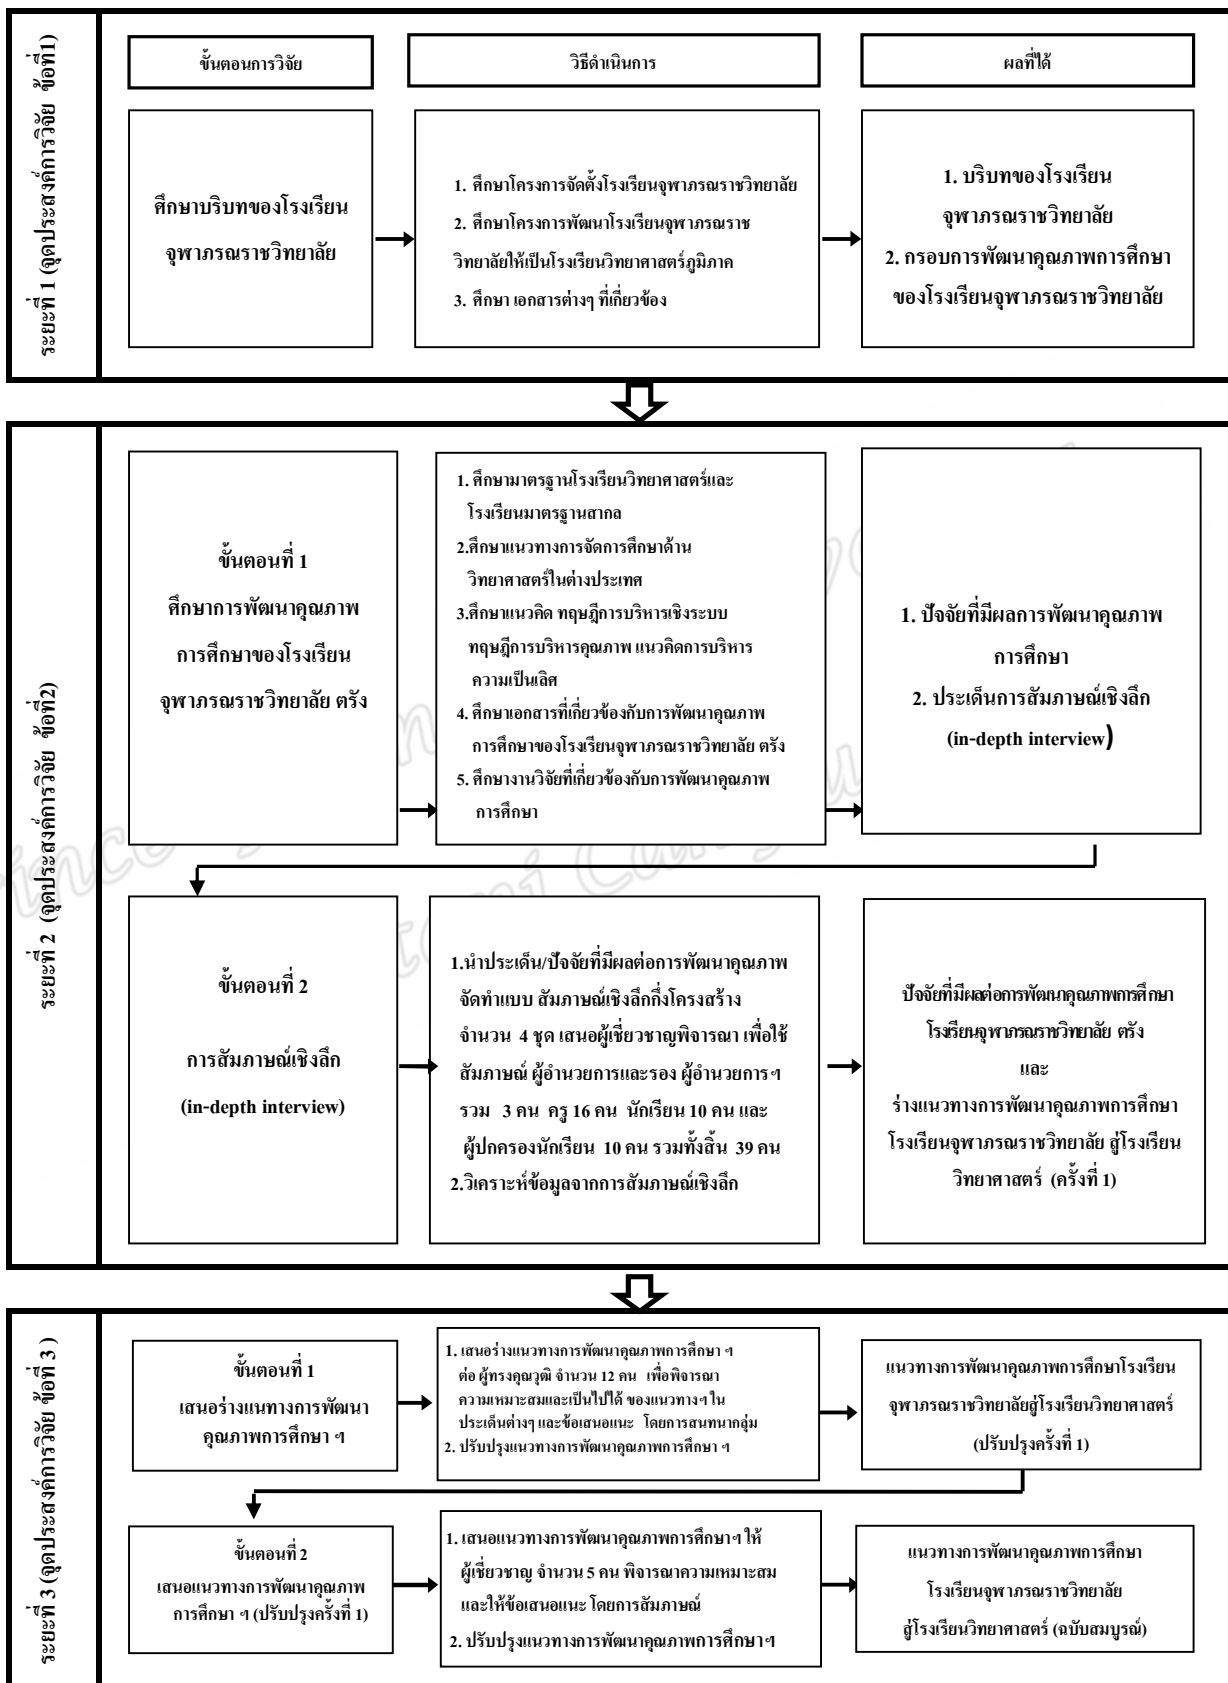 ระยะที่ 1 (จุดประสงค์การวิจัย ข้อที่1)
ขั้นตอนการวิจัย
วิธีดำเนินการ
ผลที่ได้
ศึกษาบริบทของโรงเรียน
จุฬาภรณราชวิทยาลัย
1. ศึกษาโครงการจัดตั้งโรงเรียนจุฬาภรณราชวิทยาลัย
2. ศึกษาโครงการพัฒนาโรงเรียนจุฬาภรณราช
วิทยาลัยให้เป็นโรงเรียนวิทยาศาสตร์ภูมิภาค
3. ศึกษา เอกสารต่างๆ ที่เกี่ยวข้อง
1. บริบทของโรงเรียน
จุฬาภรณราชวิทยาลัย
2. กรอบการพัฒนาคุณภาพการศึกษา
ของโรงเรียนจุฬาภรณราชวิทยาลัย
ระยะที่ 2 (จุดประสงค์การวิจัย ข้อที่2)
ขั้นตอนที่ 1
ศึกษาการพัฒนาคุณภาพ
การศึกษาของโรงเรียน
จุฬาภรณราชวิทยาลัย ตรัง
1. ศึกษามาตรฐานโรงเรียนวิทยาศาสตร์และ
โรงเรียนมาตรฐานสากล
2.ศึกษาแนวทางการจัดการศึกษาด้าน
วิทยาศาสตร์ในต่างประเทศ
3.ศึกษาแนวคิด ทฤษฎีการบริหารเชิงระบบ
ทฤษฎีการบริหารคุณภาพ แนวคิดการบริหาร
ความเป็นเลิศ
4. ศึกษาเอกสารที่เกี่ยวข้องกับการพัฒนาคุณภาพ
การศึกษาของโรงเรียนจุฬาภรณราชวิทยาลัย ตรัง
5. ศึกษางานวิจัยที่เกี่ยวข้องกับการพัฒนาคุณภาพ
การศึกษา
1. ปัจจัยที่มีผลการพัฒนาคุณภาพ
การศึกษา
2. ประเด็นการสัมภาษณ์เชิงลึก
(in-depth interview)
ขั้นตอนที่ 2
การสัมภาษณ์เชิงลึก
(in-depth interview)
1.นำประเด็น/ปัจจัยที่มีผลต่อการพัฒนาคุณภาพ
จัดทำแบบ สัมภาษณ์เชิงลึกกึ่งโครงสร้าง
จำนวน 4 ชุด เสนอผู้เชี่ยวชาญพิจารณา เพื่อใช้
สัมภาษณ์ ผู้อำนวยการและรอง ผู้อำนวยการฯ
รวม 3 คน ครู 16 คน นักเรียน 10 คน และ
ผู้ปกครองนักเรียน 10 คน รวมทั้งสิ้น 39 คน
2.วิเคราะห์ข้อมูลจากการสัมภาษณ์เชิงลึก
ปัจจัยที่มีผลต่อการพัฒนาคุณภาพการศึกษา
โรงเรียนจุฬาภรณราชวิทยาลัย ตรัง
และ
ร่างแนวทางการพัฒนาคุณภาพการศึกษา
โรงเรียนจุฬาภรณราชวิทยาลัย สู่โรงเรียน
วิทยาศาสตร์ (ครั้งที่ 1)
ระยะที่ 3 (จุดประสงค์การวิจัย ข้อที่ 3 )
ขั้นตอนที่ 1
เสนอร่างแนทางการพัฒนา
คุณภาพการศึกษา ฯ
1. เสนอร่างแนวทางการพัฒนาคุณภาพการศึกษา ฯ
ต่อ ผู้ทรงคุณวุฒิ จำนวน 12 คน เพื่อพิจารณา
ความเหมาะสมและเป็นไปได้ ของแนวทางฯ ใน
ประเด็นต่างๆ และข้อเสนอแนะ โดยการสนทนากลุ่ม
2. ปรับปรุงแนวทางการพัฒนาคุณภาพการศึกษา ฯ
แนวทางการพัฒนาคุณภาพการศึกษาโรงเรียน
จุฬาภรณราชวิทยาลัยสู่โรงเรียนวิทยาศาสตร์
(ปรับปรุงครั้งที่ 1)
ขั้นตอนที่ 2
เสนอแนวทางการพัฒนาคุณภาพ
การศึกษา ฯ (ปรับปรุงครั้งที่ 1)
1. เสนอแนวทางการพัฒนาคุณภาพการศึกษาฯ ให้
ผู้เชี่ยวชาญ จำนวน 5 คน พิจารณาความเหมาะสม
และให้ข้อเสนอแนะ โดยการสัมภาษณ์
2. ปรับปรุงแนวทางการพัฒนาคุณภาพการศึกษาฯ
แนวทางการพัฒนาคุณภาพการศึกษา
โรงเรียนจุฬาภรณราชวิทยาลัย
สู่โรงเรียนวิทยาศาสตร์ (ฉบับสมบูรณ์)